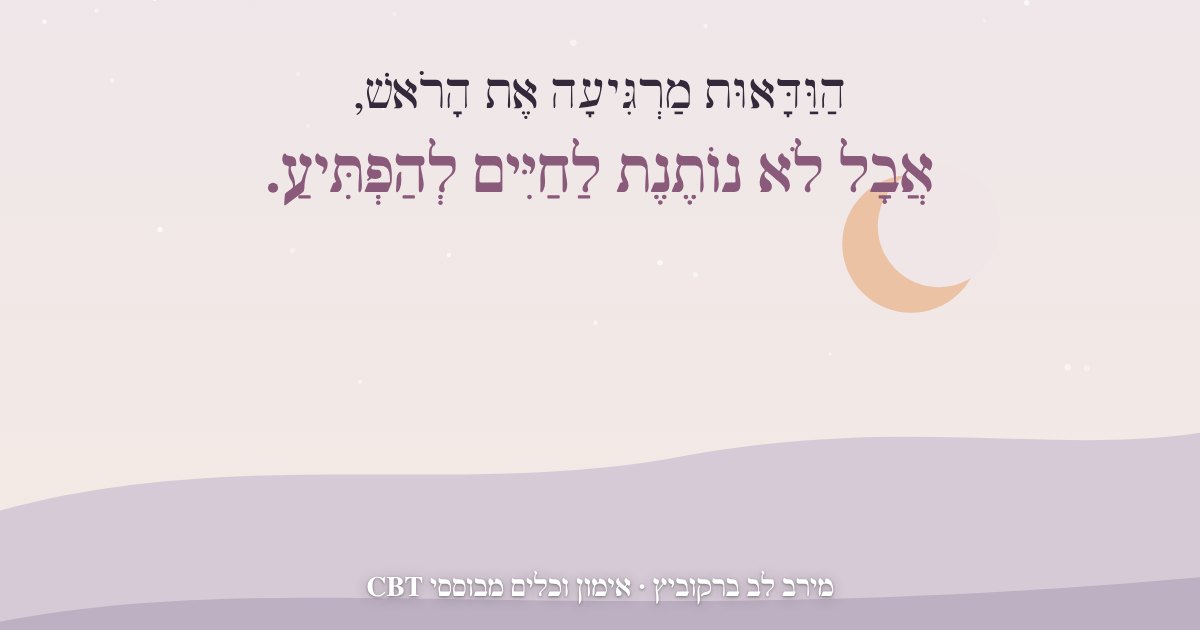 הַוַּדָּאוּת מַרְגִּיעָה אֶת הָרֹאשׁ,
אֲבָל לֹא נוֹתֶנֶת לַחַיִּים לְהַפְתִּיעַ.
מירב לב ברקוביץ · אימון וכלים מבוססי CBT